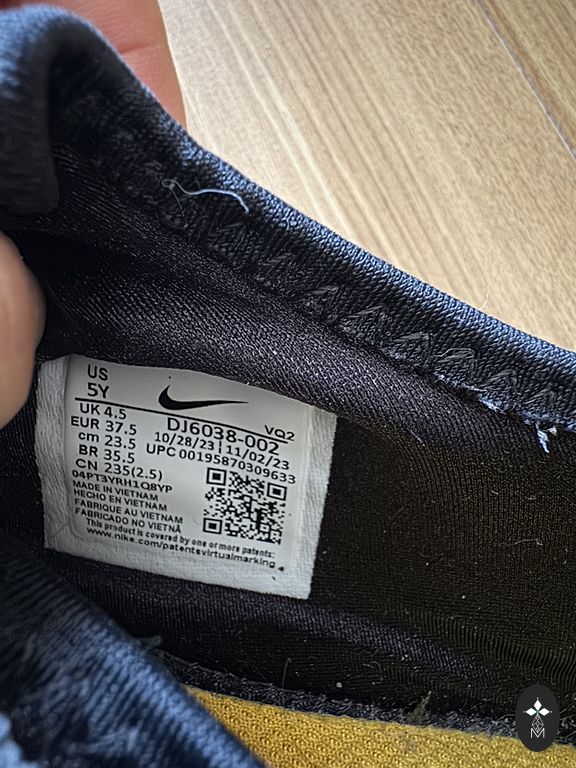 US
5Y
UK 4.5
EUR 37.5
cm 23.5
BR 35.5
CN 235(2.5)
DJ6038-002 VQ2
10/28/23 | 11/02/23
UPC 00195870309633
04PT3YRH1Q8YP
MADE IN VIETNAM
HECHO EN VIETNAM
FABRIQUE AU VIETNAM
FABRICADO NO VIETNÃ
This product is covered by one or more patents:
www.nike.com/patentsvirtualmarking
M